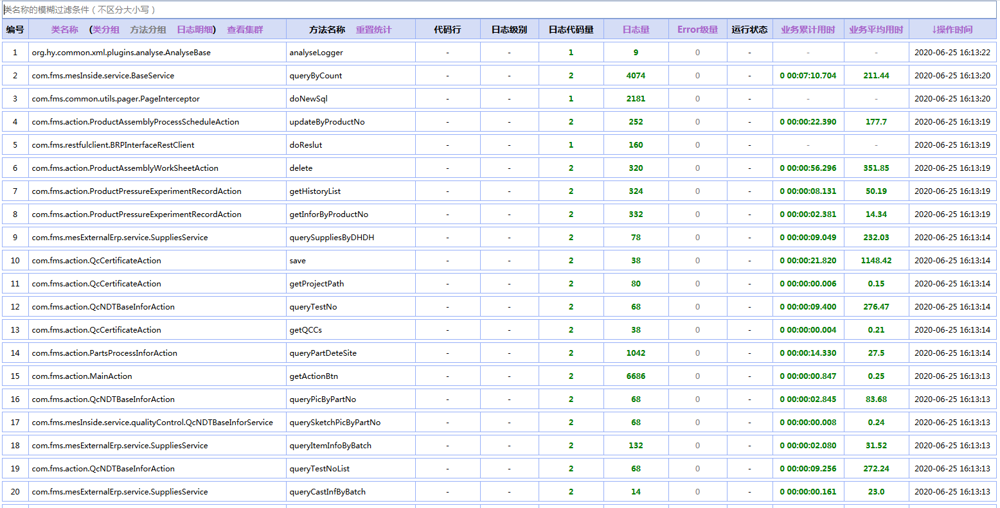 类名称的模糊过滤条件（不区分大小写）
编号 类名称 (类分组 方法分组 日志明细) 查看集群 方法名称 重置统计 代码行 日志级别 日志代码量 日志量 Error级量 运行状态 业务累计用时 业务平均用时 ↓操作时间
1 org.hy.common.xml.plugins.analyse.AnalyseBase analyseLogger - - 1 9 0 - - - 2020-06-25 16:13:22
2 com.fms.mesInside.service.BaseService queryByCount - - 2 4074 0 - 0 00:07:10.704 211.44 2020-06-25 16:13:20
3 com.fms.common.utils.pager.PageInterceptor doNewSql - - 1 2181 0 - - - 2020-06-25 16:13:20
4 com.fms.action.ProductAssemblyProcessScheduleAction updateByProductNo - - 2 252 0 - 0 00:00:22.390 177.7 2020-06-25 16:13:19
5 com.fms.restfulclient.BRPInterfaceRestClient doReslut - - 1 160 0 - - - 2020-06-25 16:13:19
6 com.fms.action.ProductAssemblyWorkSheetAction delete - - 2 320 0 - 0 00:00:56.296 351.85 2020-06-25 16:13:19
7 com.fms.action.ProductPressureExperimentRecordAction getHistoryList - - 2 324 0 - 0 00:00:08.131 50.19 2020-06-25 16:13:19
8 com.fms.action.ProductPressureExperimentRecordAction getInforByProductNo - - 2 332 0 - 0 00:00:02.381 14.34 2020-06-25 16:13:19
9 com.fms.mesExternalErp.service.SuppliesService querySuppliesByDHDH - - 2 78 0 - 0 00:00:09.049 232.03 2020-06-25 16:13:14
10 com.fms.action.QcCertificateAction save - - 2 38 0 - 0 00:00:21.820 1148.42 2020-06-25 16:13:14
11 com.fms.action.QcCertificateAction getProjectPath - - 2 80 0 - 0 00:00:00.006 0.15 2020-06-25 16:13:14
12 com.fms.action.QcNDTBaseInforAction queryTestNo - - 2 68 0 - 0 00:00:09.400 276.47 2020-06-25 16:13:14
13 com.fms.action.QcCertificateAction getQCCs - - 2 38 0 - 0 00:00:00.004 0.21 2020-06-25 16:13:14
14 com.fms.action.PartsProcessInforAction queryPartDeteSite - - 2 1042 0 - 0 00:00:14.330 27.5 2020-06-25 16:13:14
15 com.fms.action.MainAction getActionBtn - - 2 6686 0 - 0 00:00:00.847 0.25 2020-06-25 16:13:13
16 com.fms.action.QcNDTBaseInforAction queryPicByPartNo - - 2 68 0 - 0 00:00:02.845 83.68 2020-06-25 16:13:13
17 com.fms.mesInside.service.qualityControl.QcNDTBaseInforService querySketchPicByPartNo - - 2 68 0 - 0 00:00:00.008 0.24 2020-06-25 16:13:13
18 com.fms.mesExternalErp.service.SuppliesService queryItemInfoByBatch - - 2 132 0 - 0 00:00:02.080 31.52 2020-06-25 16:13:13
19 com.fms.action.QcNDTBaseInforAction queryTestNoList - - 2 68 0 - 0 00:00:09.256 272.24 2020-06-25 16:13:13
20 com.fms.mesExternalErp.service.SuppliesService queryCastInfByBatch - - 2 14 0 - 0 00:00:00.161 23.0 2020-06-25 16:13:13